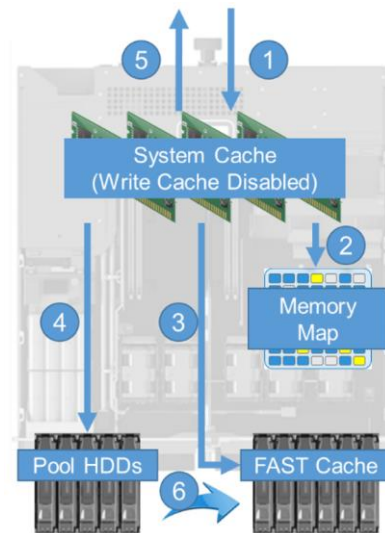 5
1
System Cache
(Write Cache Disabled)
2
Memory
Map
4
3
Pool HDDs
FAST Cache
6